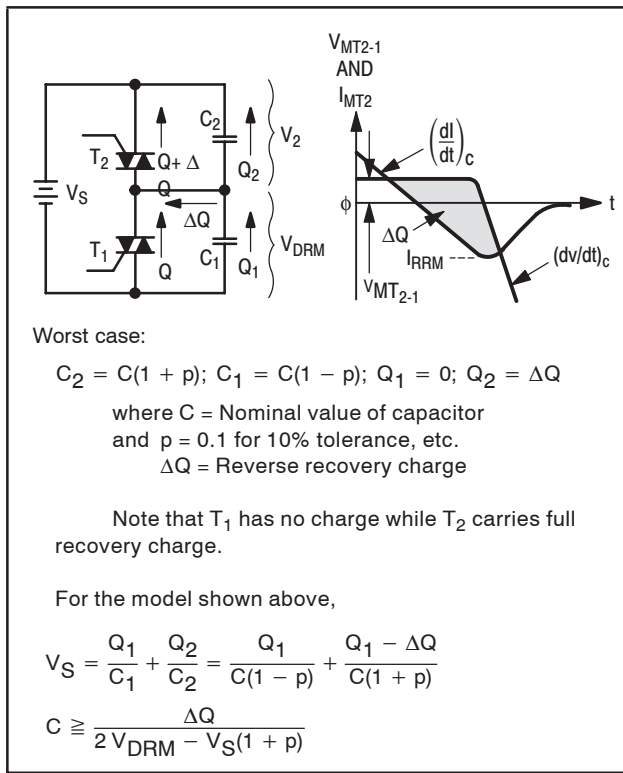 V_MT2-1
AND
I_MT2
C_2
V_2
T_2
Q + Δ
Q
Q_2
V_S
ΔQ
T_1
Q
C_1
Q_1
V_DRM
(dI/dt)_c
ϕ
t
ΔQ
I_RRM
(dv/dt)_c
V_MT2-1
Worst case:
C_2 = C(1 + p); C_1 = C(1 − p); Q_1 = 0; Q_2 = ΔQ
where C = Nominal value of capacitor
and p = 0.1 for 10% tolerance, etc.
ΔQ = Reverse recovery charge
Note that T_1 has no charge while T_2 carries full
recovery charge.
For the model shown above,
V_S = Q_1/C_1 + Q_2/C_2 = Q_1/C(1 − p) + (Q_1 − ΔQ)/C(1 + p)
C ≧ ΔQ/(2 V_DRM − V_S(1 + p))